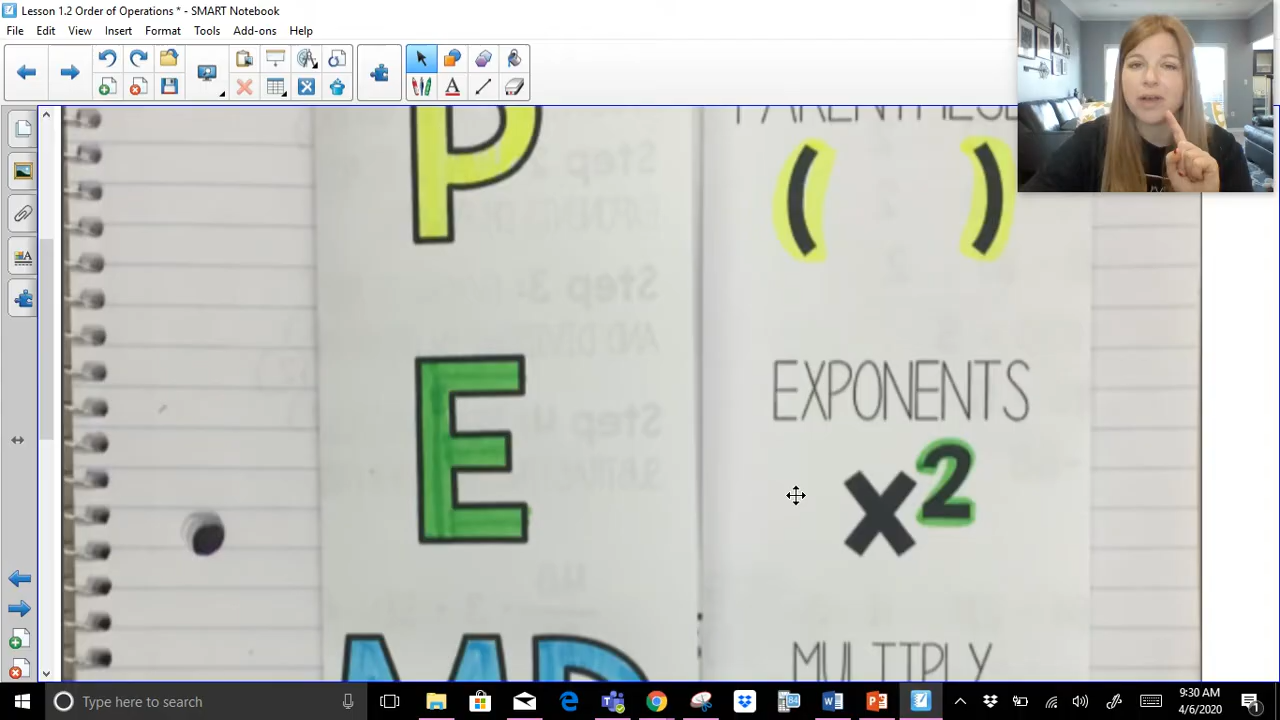 Lesson 1.2 Order of Operations * - SMART Notebook
File Edit View Insert Format Tools Add-ons Help
P
PARENTHESE
( )
E
EXPONENTS
x²
MD
MULTIPLY
Type here to search
9:30 AM
4/6/2020